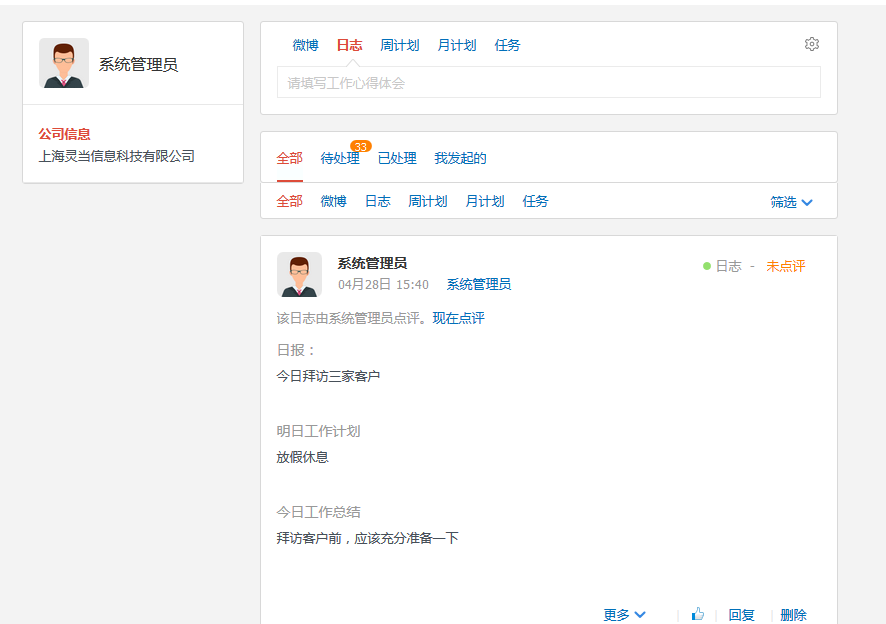 系统管理员
公司信息
上海灵当信息科技有限公司
微博 日志 周计划 月计划 任务
请填写工作心得体会
全部 待处理 33 已处理 我发起的
全部 微博 日志 周计划 月计划 任务 筛选
系统管理员
日志 - 未点评
04月28日 15:40 系统管理员
该日志由系统管理员点评。现在点评
日报：
今日拜访三家客户
明日工作计划
放假休息
今日工作总结
拜访客户前，应该充分准备一下
更多 回复 删除